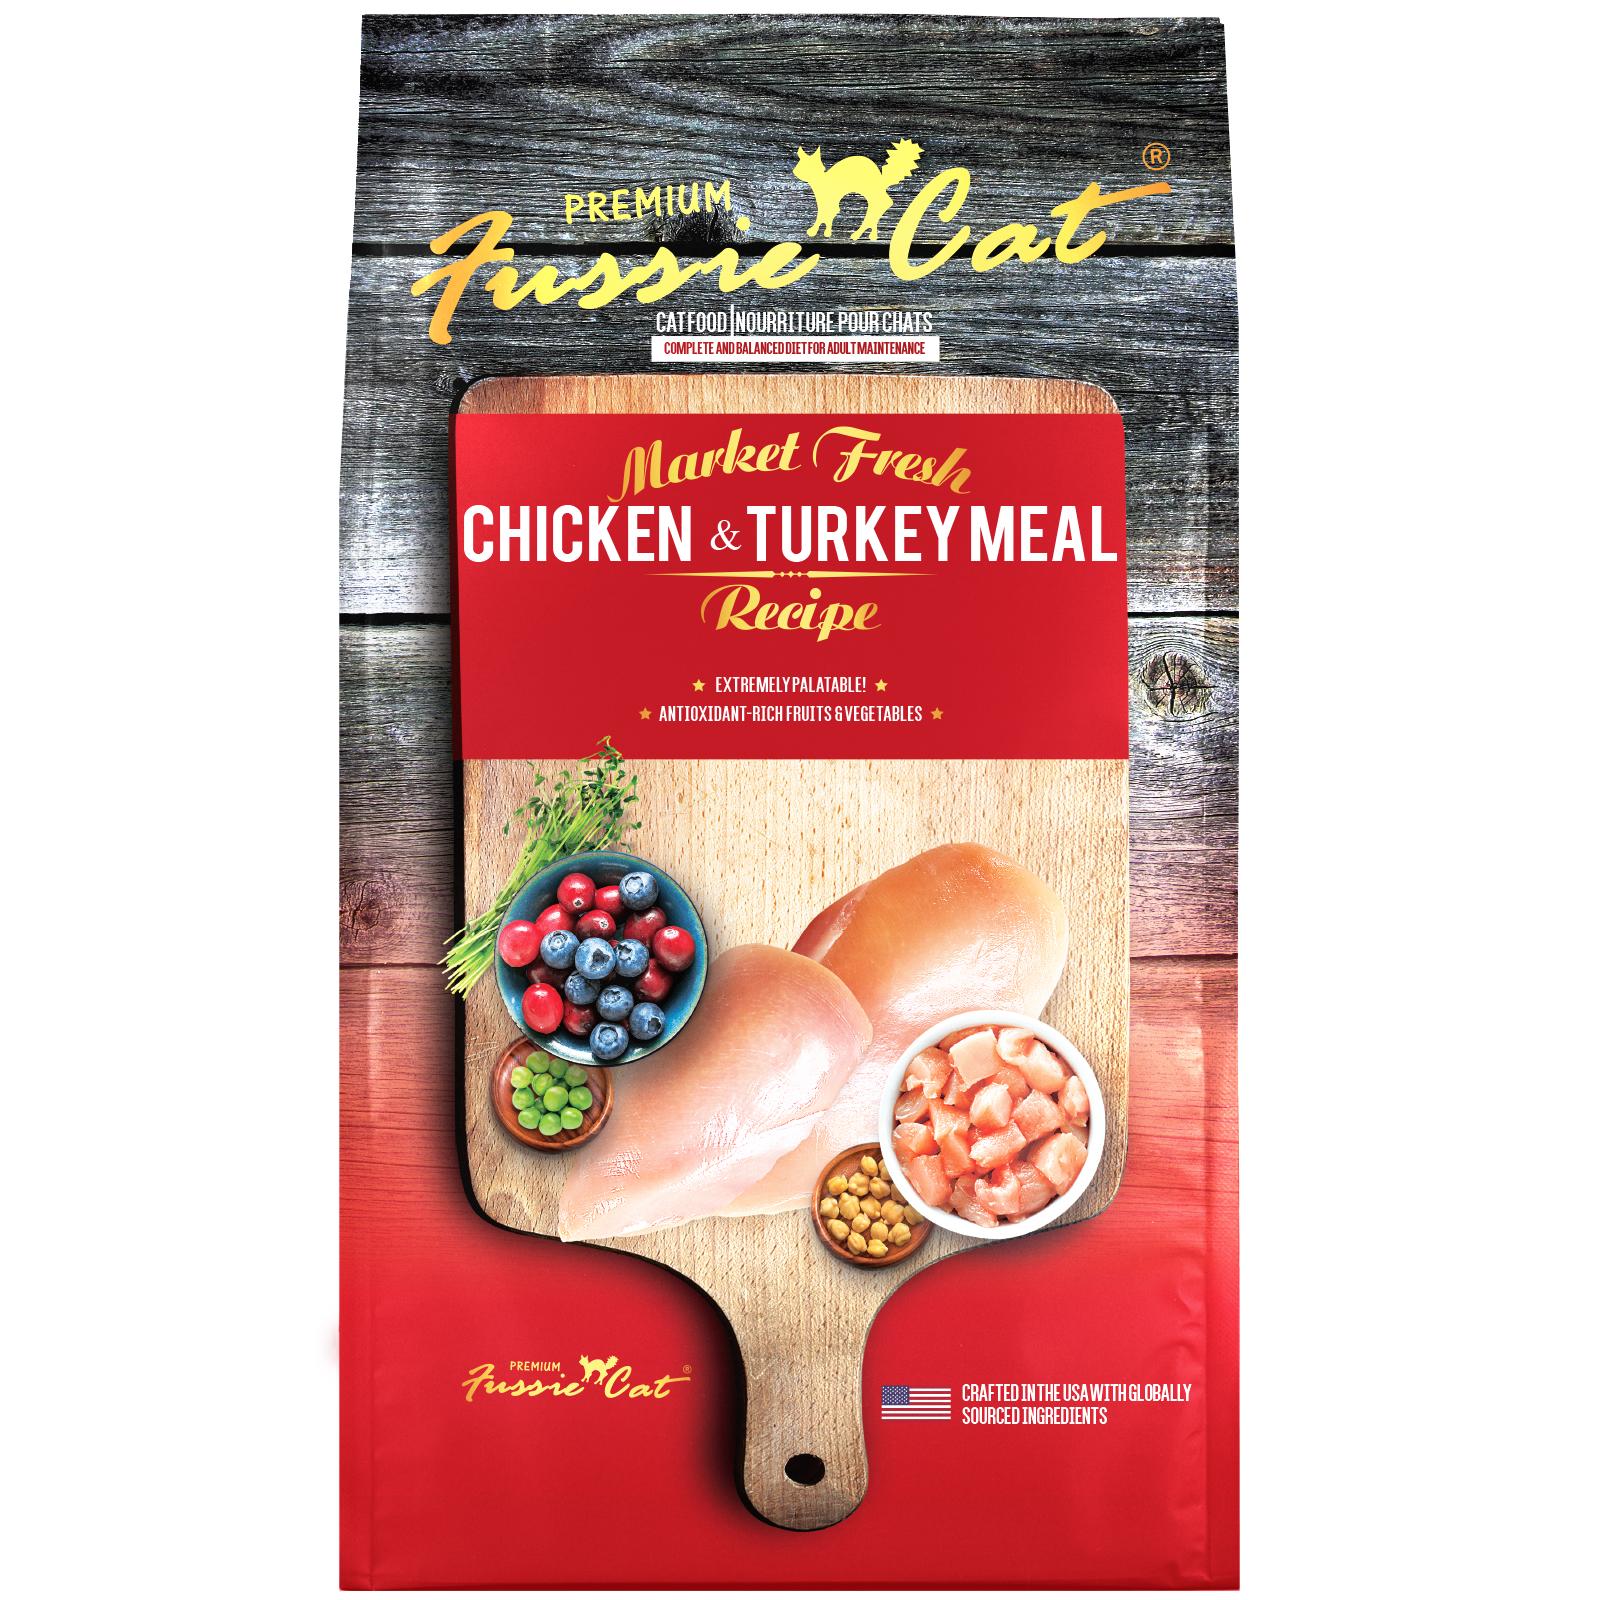 PREMIUM
Fussie Cat ®
CAT FOOD | NOURRITURE POUR CHATS
COMPLETE AND BALANCED DIET FOR ADULT MAINTENANCE
Market Fresh
CHICKEN & TURKEY MEAL
Recipe
EXTREMELY PALATABLE!
ANTIOXIDANT-RICH FRUITS & VEGETABLES
PREMIUM
Fussie Cat ®
CRAFTED IN THE USA WITH GLOBALLY
SOURCED INGREDIENTS